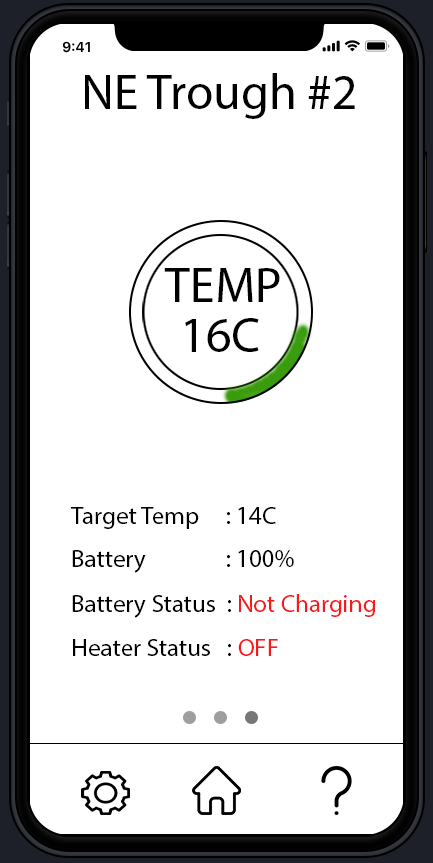 9:41
NE Trough #2
TEMP
16C
Target Temp : 14C
Battery : 100%
Battery Status : Not Charging
Heater Status : OFF